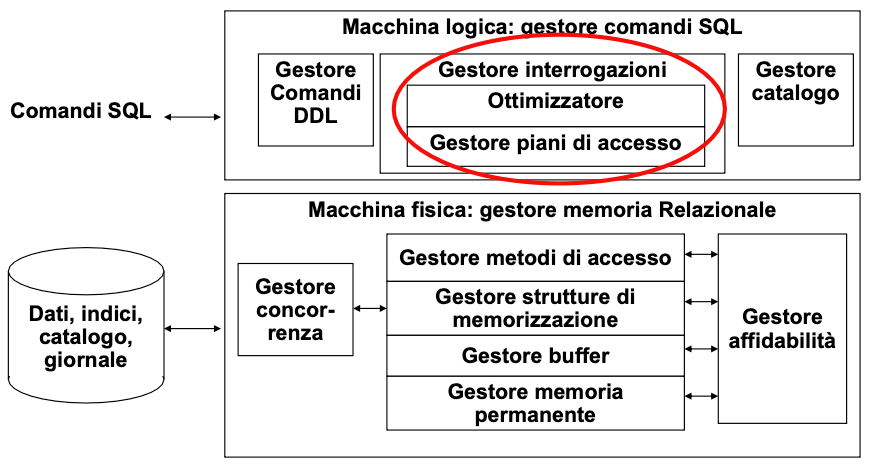 Macchina logica: gestore comandi SQL
Comandi SQL
Gestore
Comandi
DDL
Gestore interrogazioni
Ottimizzatore
Gestore piani di accesso
Gestore
catalogo
Macchina fisica: gestore memoria Relazionale
Dati, indici,
catalogo,
giornale
Gestore
concor-
renza
Gestore metodi di accesso
Gestore strutture di
memorizzazione
Gestore buffer
Gestore memoria
permanente
Gestore
affidabilità